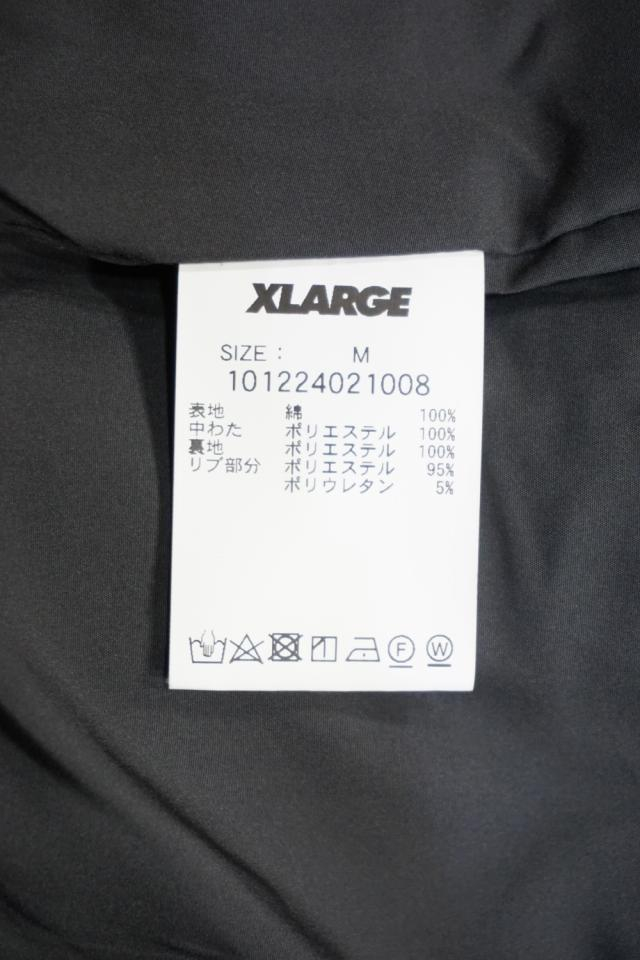 XLARGE
SIZE : M
101224021008
表地 綿 100%
中わた ポリエステル 100%
裏地 ポリエステル 100%
リブ部分 ポリエステル 95%
ポリウレタン 5%
F W